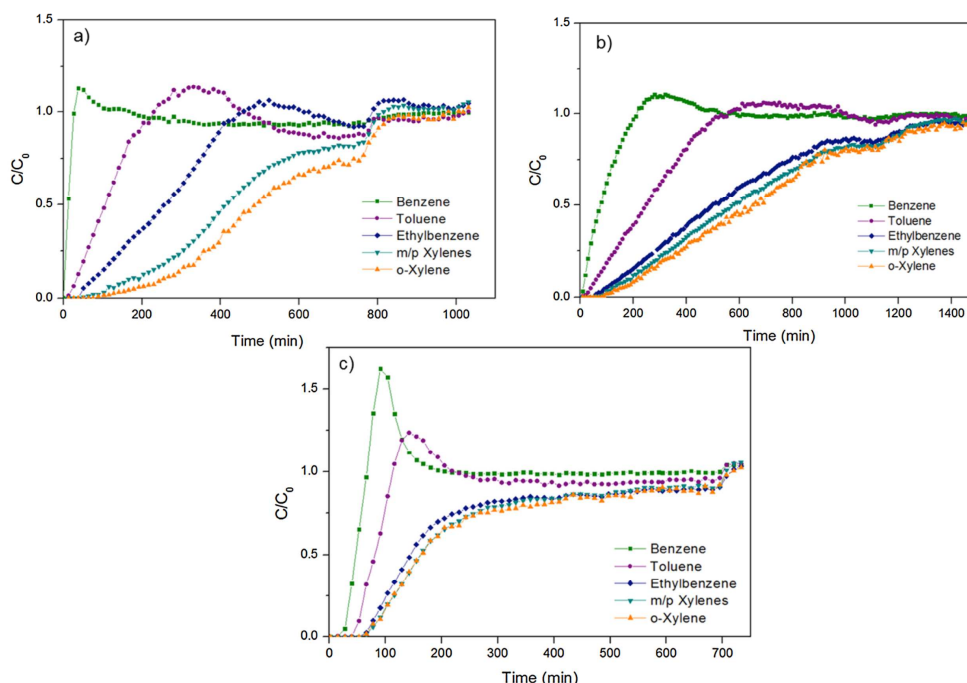 a)
1.5
1.0
0.5
0.0
C/C0
Benzene
Toluene
Ethylbenzene
m/p Xylenes
o-Xylene
0 200 400 600 800 1000
Time (min)
b)
1.5
1.0
0.5
0.0
C/C0
Benzene
Toluene
Ethylbenzene
m/p Xylenes
o-Xylene
0 200 400 600 800 1000 1200 1400
Time (min)
c)
1.5
1.0
0.5
0.0
C/C0
Benzene
Toluene
Ethylbenzene
m/p Xylenes
o-Xylene
0 100 200 300 400 500 600 700
Time (min)